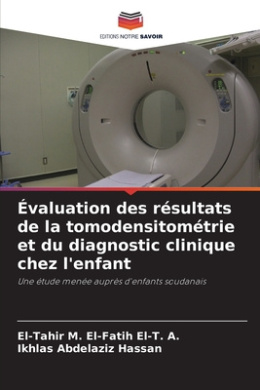 EDITIONS NOTRE SAVOIR
Évaluation des résultats
de la tomodensitométrie
et du diagnostic clinique
chez l'enfant
Une étude menée auprès d'enfants soudanais
El-Tahir M. El-Fatih El-T. A.
Ikhlas Abdelaziz Hassan